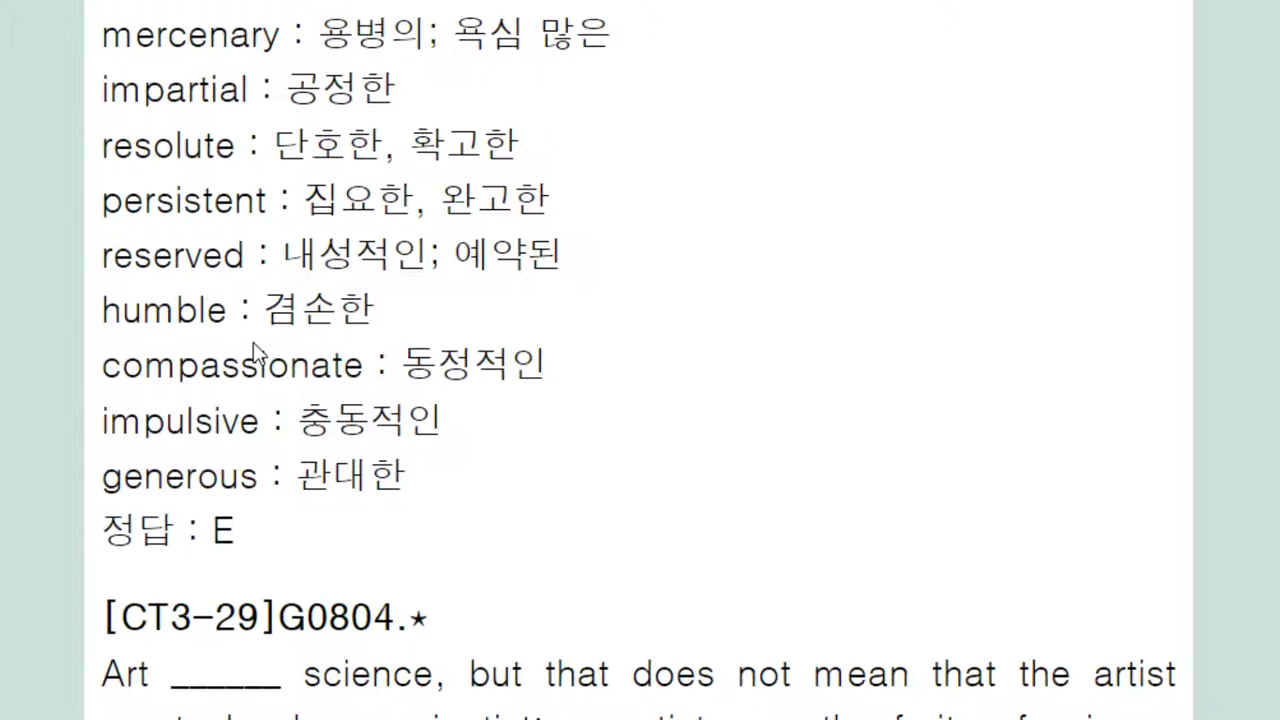 mercenary : 용병의; 욕심 많은
impartial : 공정한
resolute : 단호한, 확고한
persistent : 집요한, 완고한
reserved : 내성적인; 예약된
humble : 겸손한
compassionate : 동정적인
impulsive : 충동적인
generous : 관대한
정답 : E
[CT3-29]G0804.⋆
Art ______ science, but that does not mean that the artist